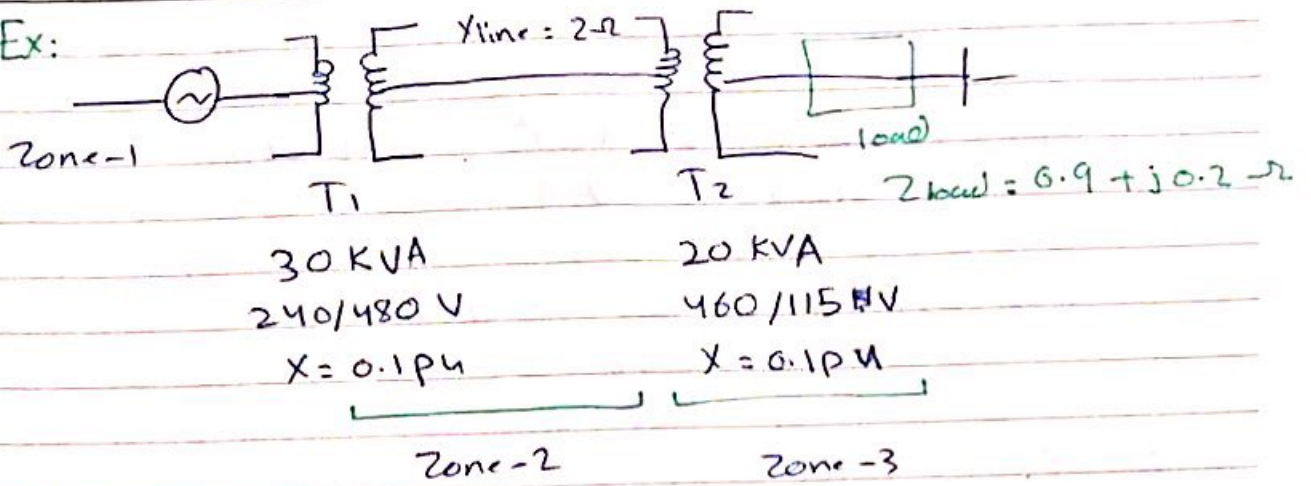 Ex:
Xline = 2Ω
Zone-1
load
T1
T2
Zload = 0.9 + j0.2 Ω
30 KVA
20 KVA
240/480 V
460/115 V
X = 0.1pu
X = 0.1pu
Zone-2
Zone-3